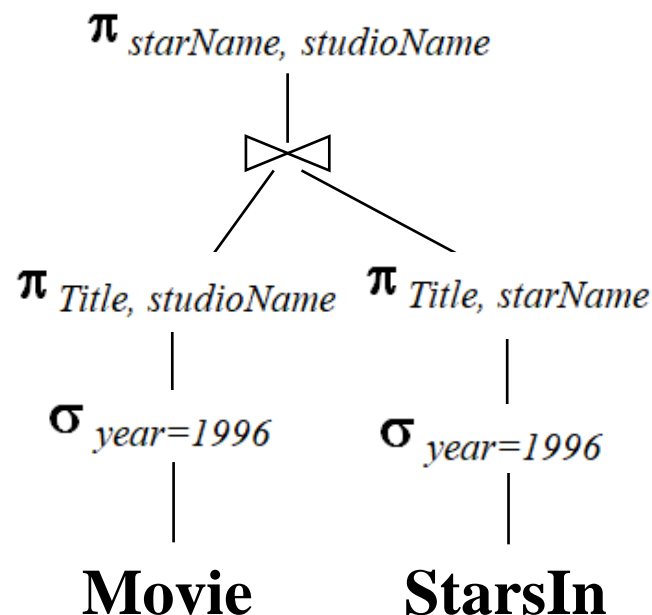 π starName, studioName
π Title, studioName
π Title, starName
σ year=1996
σ year=1996
Movie
StarsIn